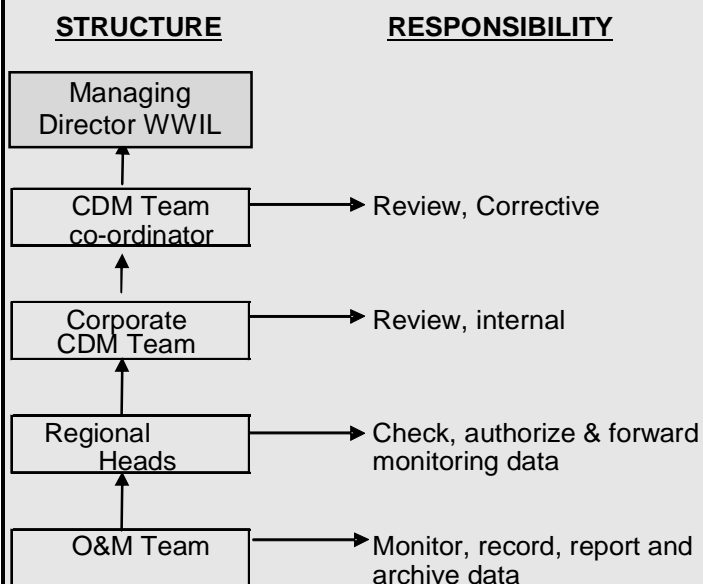 STRUCTURE RESPONSIBILITY
Managing
Director WWIL
CDM Team
co-ordinator
Review, Corrective
Corporate
CDM Team
Review, internal
Regional
Heads
Check, authorize & forward
monitoring data
O&M Team
Monitor, record, report and
archive data